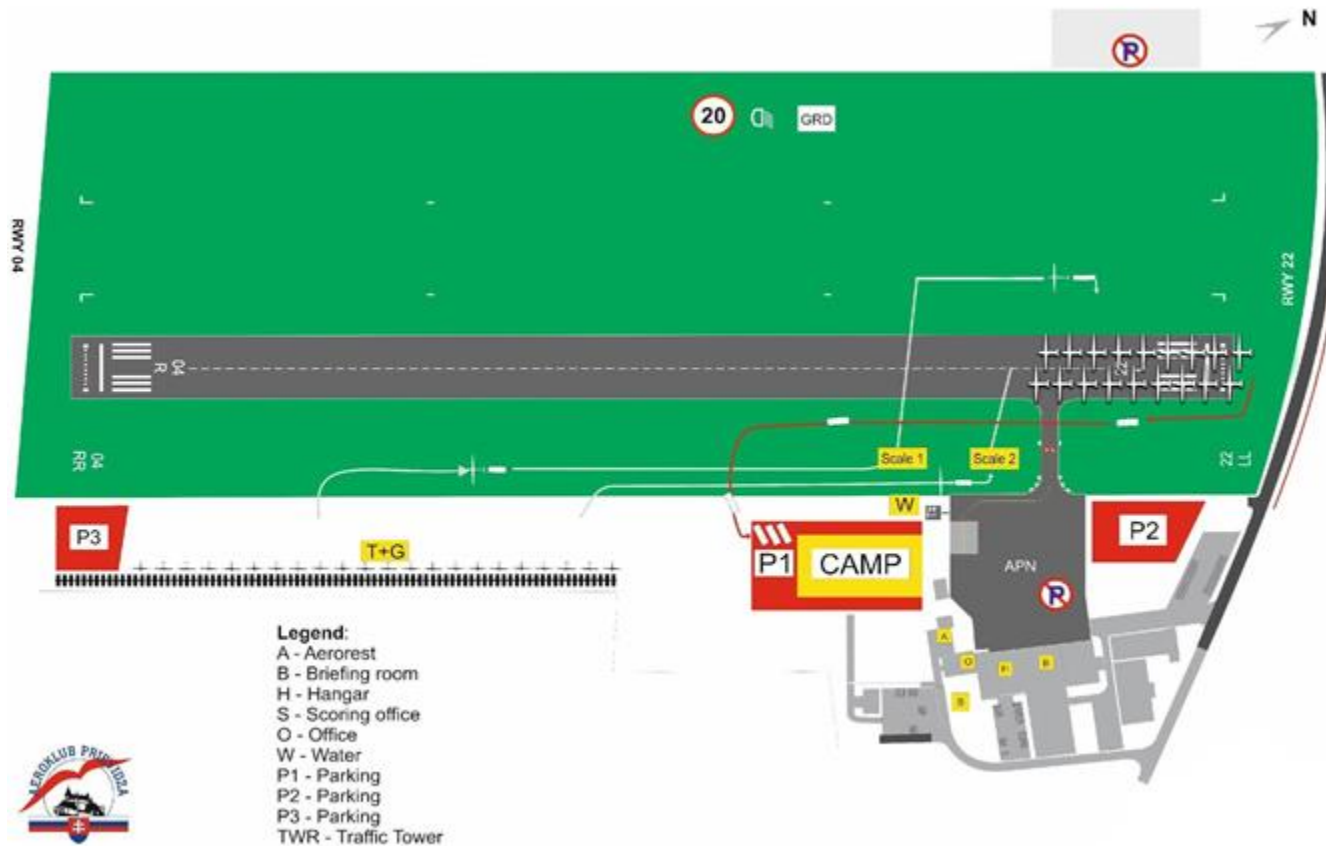 N
P
20
GRD
RWY 04
RWY 22
04
R
22
04
RR
22
LL
Scale 1
Scale 2
W
P3
T+G
P1
CAMP
P2
APN
P
A
O
B
Legend:
A - Aerorest
B - Briefing room
H - Hangar
S - Scoring office
O - Office
W - Water
P1 - Parking
P2 - Parking
P3 - Parking
TWR - Traffic Tower
AEROKLUB PRIEVIDZA